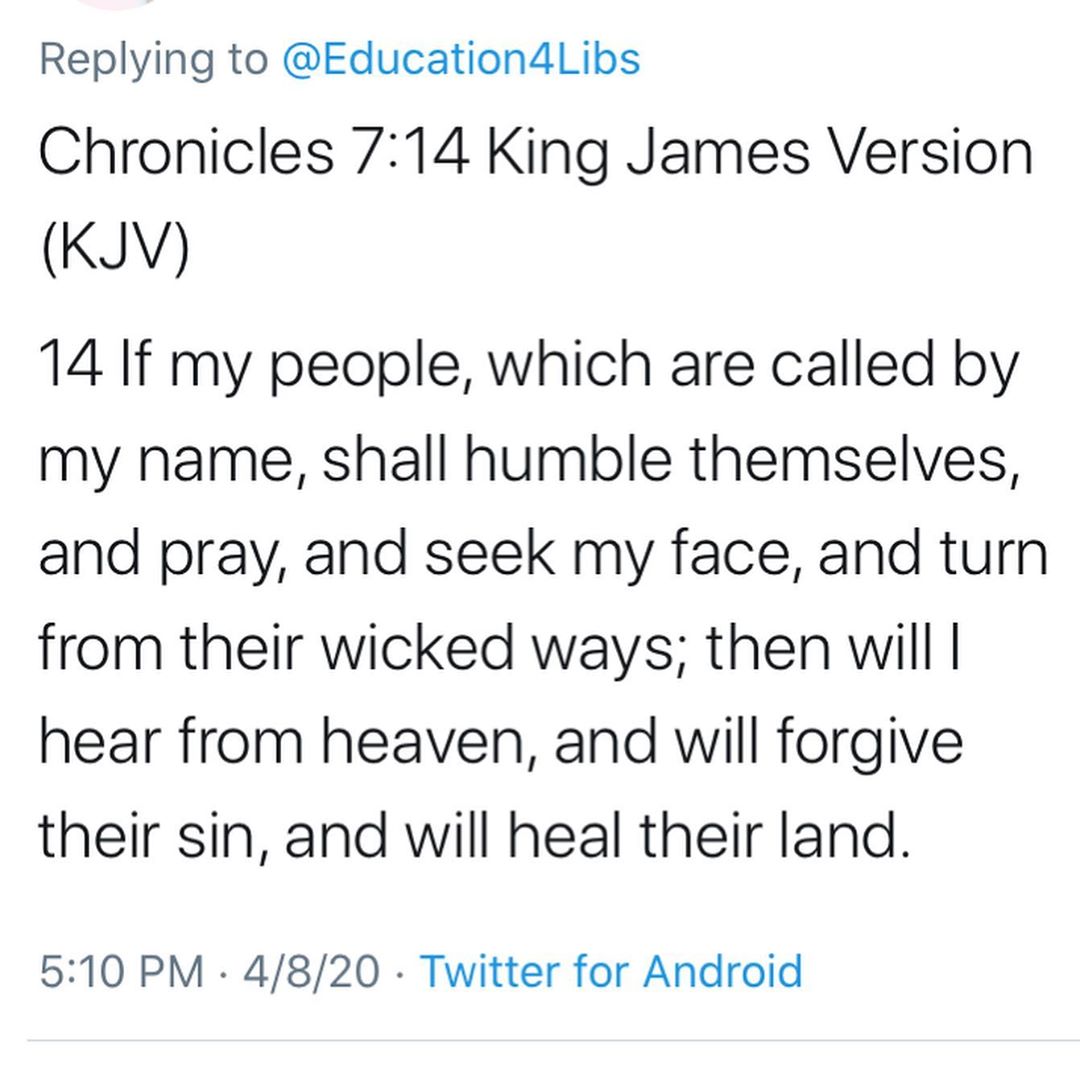 Replying to @Education4Libs
Chronicles 7:14 King James Version
(KJV)
14 If my people, which are called by
my name, shall humble themselves,
and pray, and seek my face, and turn
from their wicked ways; then will I
hear from heaven, and will forgive
their sin, and will heal their land.
5:10 PM · 4/8/20 · Twitter for Android